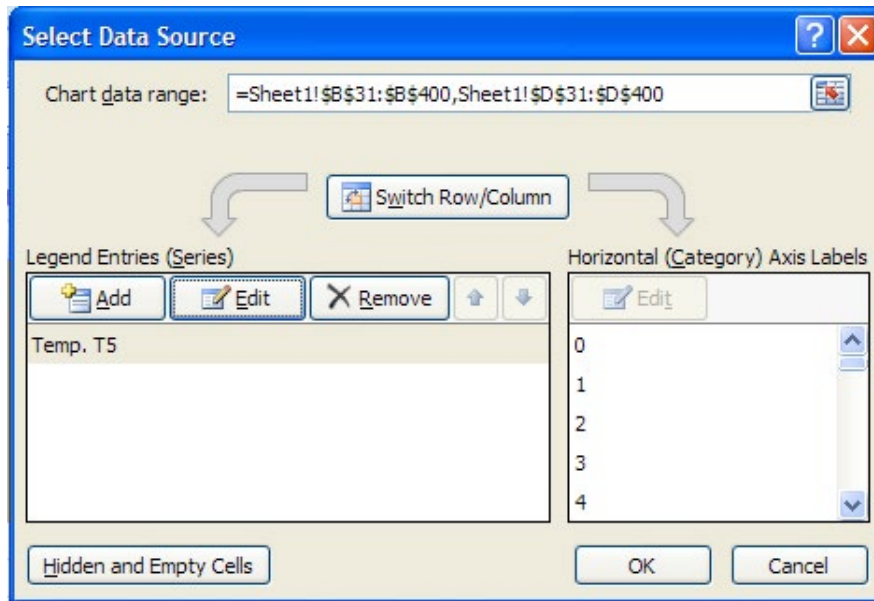 Select Data Source
?
Chart data range: =Sheet1!$B$31:$B$400,Sheet1!$D$31:$D$400
Switch Row/Column
Legend Entries (Series)
Horizontal (Category) Axis Labels
Add Edit Remove
Edit
Temp. T5
0
1
2
3
4
Hidden and Empty Cells
OK Cancel